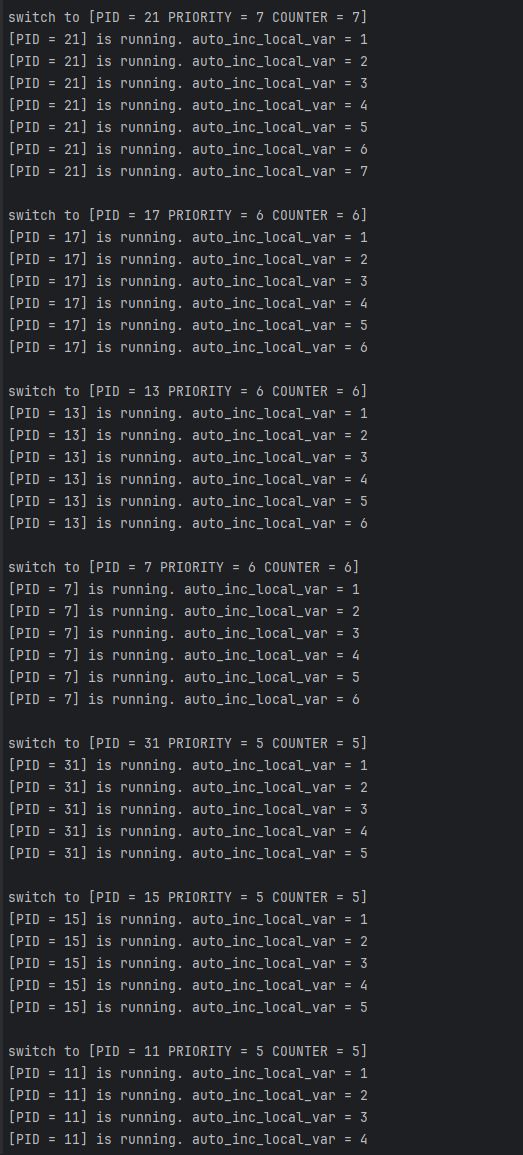 switch to [PID = 21 PRIORITY = 7 COUNTER = 7]
[PID = 21] is running. auto_inc_local_var = 1
[PID = 21] is running. auto_inc_local_var = 2
[PID = 21] is running. auto_inc_local_var = 3
[PID = 21] is running. auto_inc_local_var = 4
[PID = 21] is running. auto_inc_local_var = 5
[PID = 21] is running. auto_inc_local_var = 6
[PID = 21] is running. auto_inc_local_var = 7
switch to [PID = 17 PRIORITY = 6 COUNTER = 6]
[PID = 17] is running. auto_inc_local_var = 1
[PID = 17] is running. auto_inc_local_var = 2
[PID = 17] is running. auto_inc_local_var = 3
[PID = 17] is running. auto_inc_local_var = 4
[PID = 17] is running. auto_inc_local_var = 5
[PID = 17] is running. auto_inc_local_var = 6
switch to [PID = 13 PRIORITY = 6 COUNTER = 6]
[PID = 13] is running. auto_inc_local_var = 1
[PID = 13] is running. auto_inc_local_var = 2
[PID = 13] is running. auto_inc_local_var = 3
[PID = 13] is running. auto_inc_local_var = 4
[PID = 13] is running. auto_inc_local_var = 5
[PID = 13] is running. auto_inc_local_var = 6
switch to [PID = 7 PRIORITY = 6 COUNTER = 6]
[PID = 7] is running. auto_inc_local_var = 1
[PID = 7] is running. auto_inc_local_var = 2
[PID = 7] is running. auto_inc_local_var = 3
[PID = 7] is running. auto_inc_local_var = 4
[PID = 7] is running. auto_inc_local_var = 5
[PID = 7] is running. auto_inc_local_var = 6
switch to [PID = 31 PRIORITY = 5 COUNTER = 5]
[PID = 31] is running. auto_inc_local_var = 1
[PID = 31] is running. auto_inc_local_var = 2
[PID = 31] is running. auto_inc_local_var = 3
[PID = 31] is running. auto_inc_local_var = 4
[PID = 31] is running. auto_inc_local_var = 5
switch to [PID = 15 PRIORITY = 5 COUNTER = 5]
[PID = 15] is running. auto_inc_local_var = 1
[PID = 15] is running. auto_inc_local_var = 2
[PID = 15] is running. auto_inc_local_var = 3
[PID = 15] is running. auto_inc_local_var = 4
[PID = 15] is running. auto_inc_local_var = 5
switch to [PID = 11 PRIORITY = 5 COUNTER = 5]
[PID = 11] is running. auto_inc_local_var = 1
[PID = 11] is running. auto_inc_local_var = 2
[PID = 11] is running. auto_inc_local_var = 3
[PID = 11] is running. auto_inc_local_var = 4